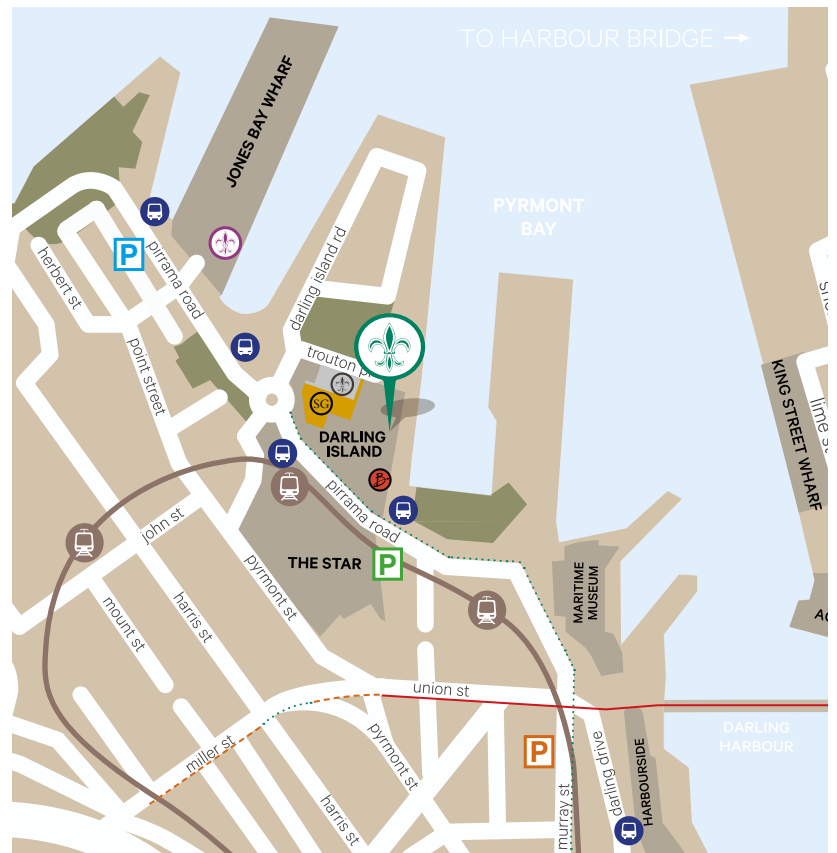 TO HARBOUR BRIDGE
JONES BAY WHARF
PYRMONT
BAY
darling island rd
P
pirrama road
herbert st
point street
trouton p
SG
DARLING
ISLAND
B
pirrama road
KING STREET WHARF
lime st
john st
THE STAR
P
pyrmont st
harris st
mount st
MARITIME
MUSEUM
union st
miller st
pyrmont st
P
DARLING
HARBOUR
harris st
murray st
darling drive
HARBOURSIDE